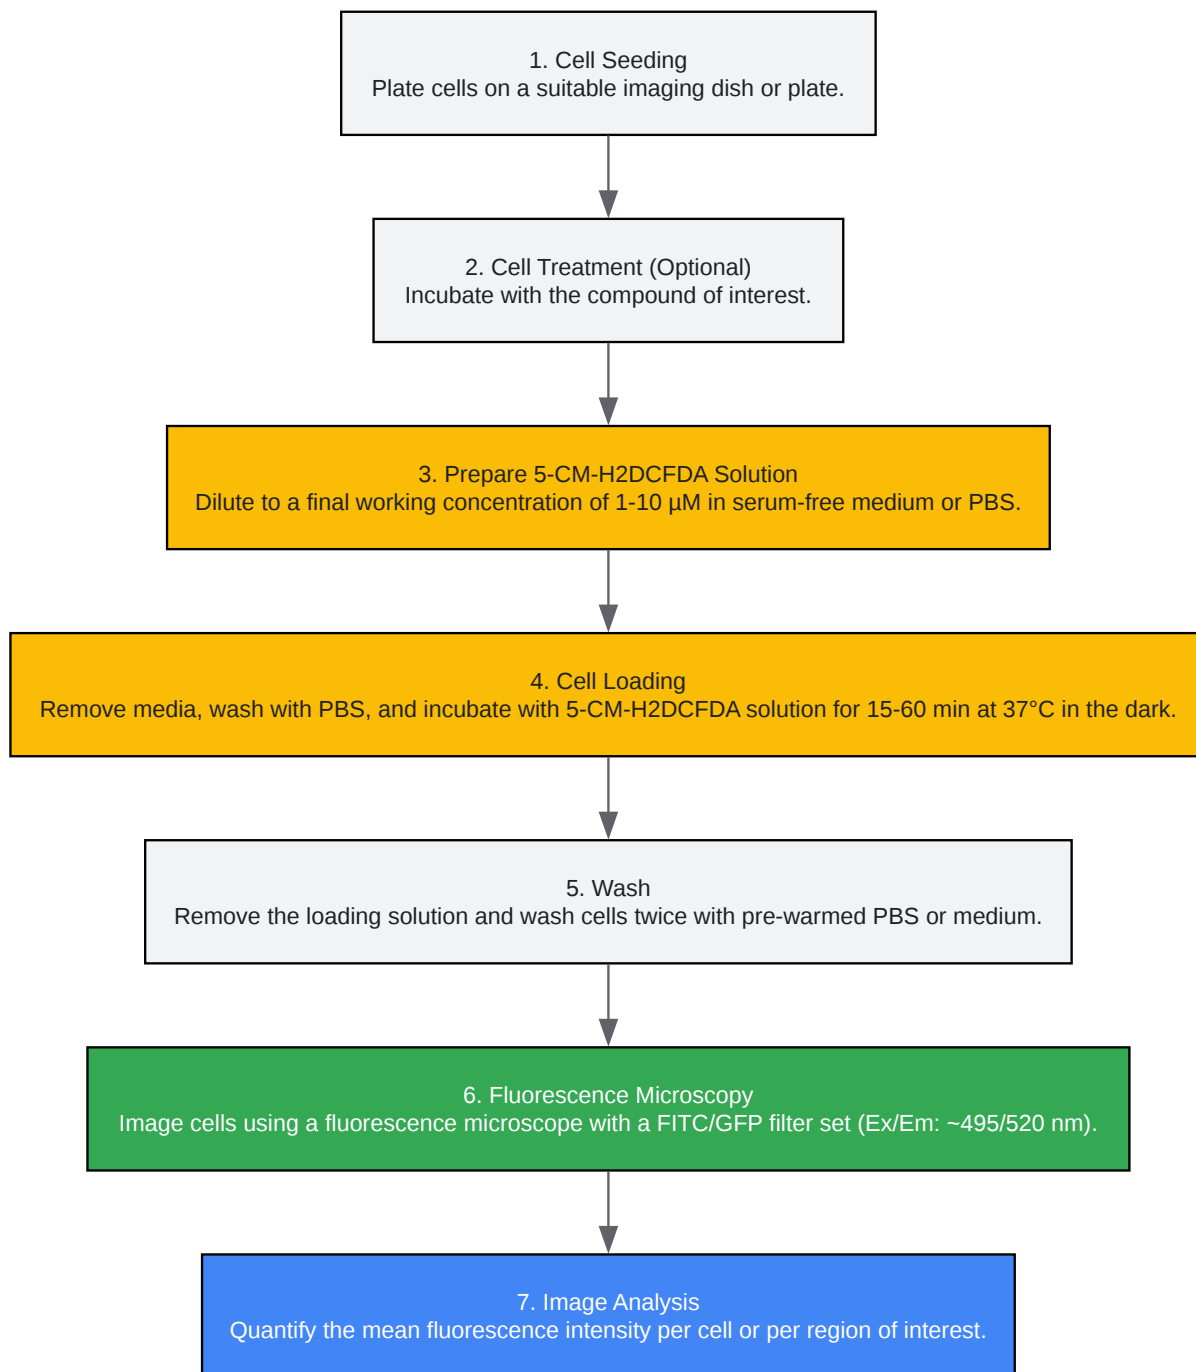 1. Cell Seeding
Plate cells on a suitable imaging dish or plate.
2. Cell Treatment (Optional)
Incubate with the compound of interest.
3. Prepare 5-CM-H2DCFDA Solution
Dilute to a final working concentration of 1-10 µM in serum-free medium or PBS.
4. Cell Loading
Remove media, wash with PBS, and incubate with 5-CM-H2DCFDA solution for 15-60 min at 37°C in the dark.
5. Wash
Remove the loading solution and wash cells twice with pre-warmed PBS or medium.
6. Fluorescence Microscopy
Image cells using a fluorescence microscope with a FITC/GFP filter set (Ex/Em: ~495/520 nm).
7. Image Analysis
Quantify the mean fluorescence intensity per cell or per region of interest.